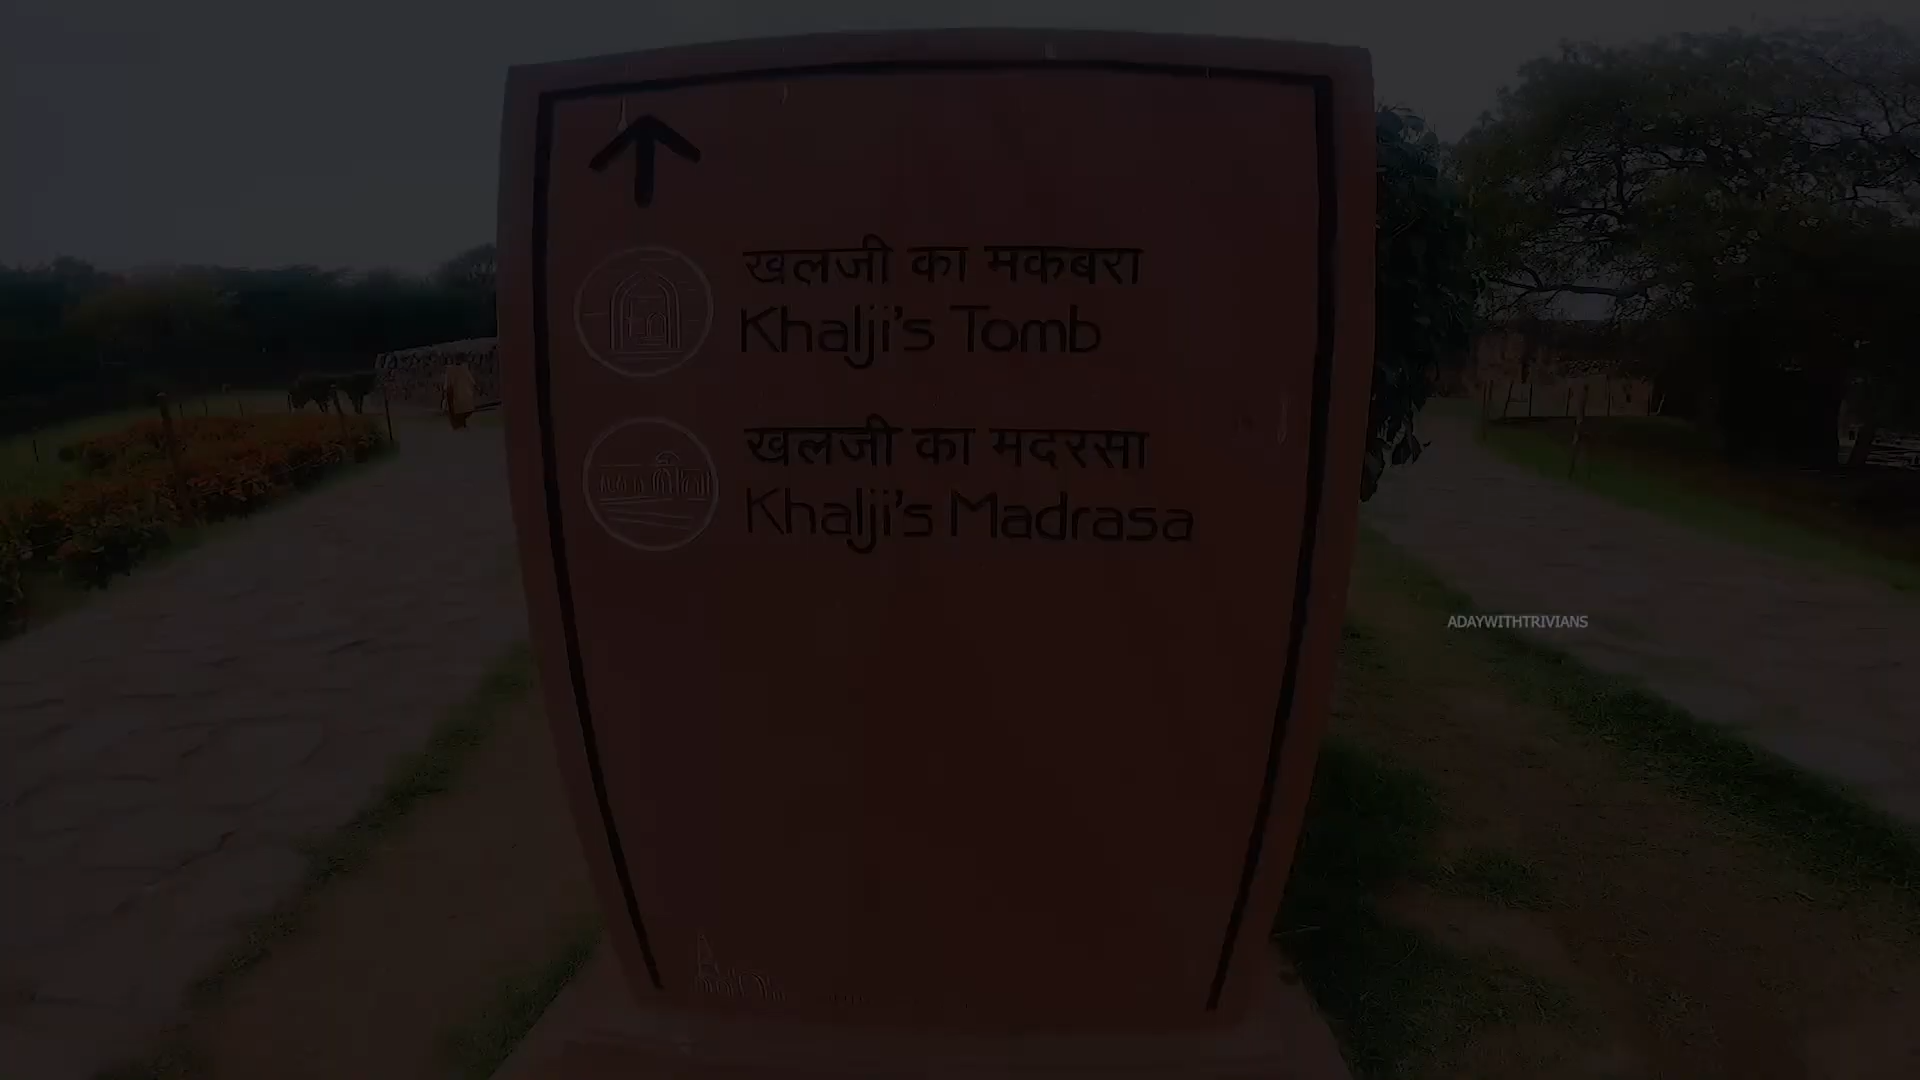 खलजी का मकबरा
Khalji's Tomb
खलजी का मदरसा
Khalji's Madrasa
ADAYWITHTRIVIANS